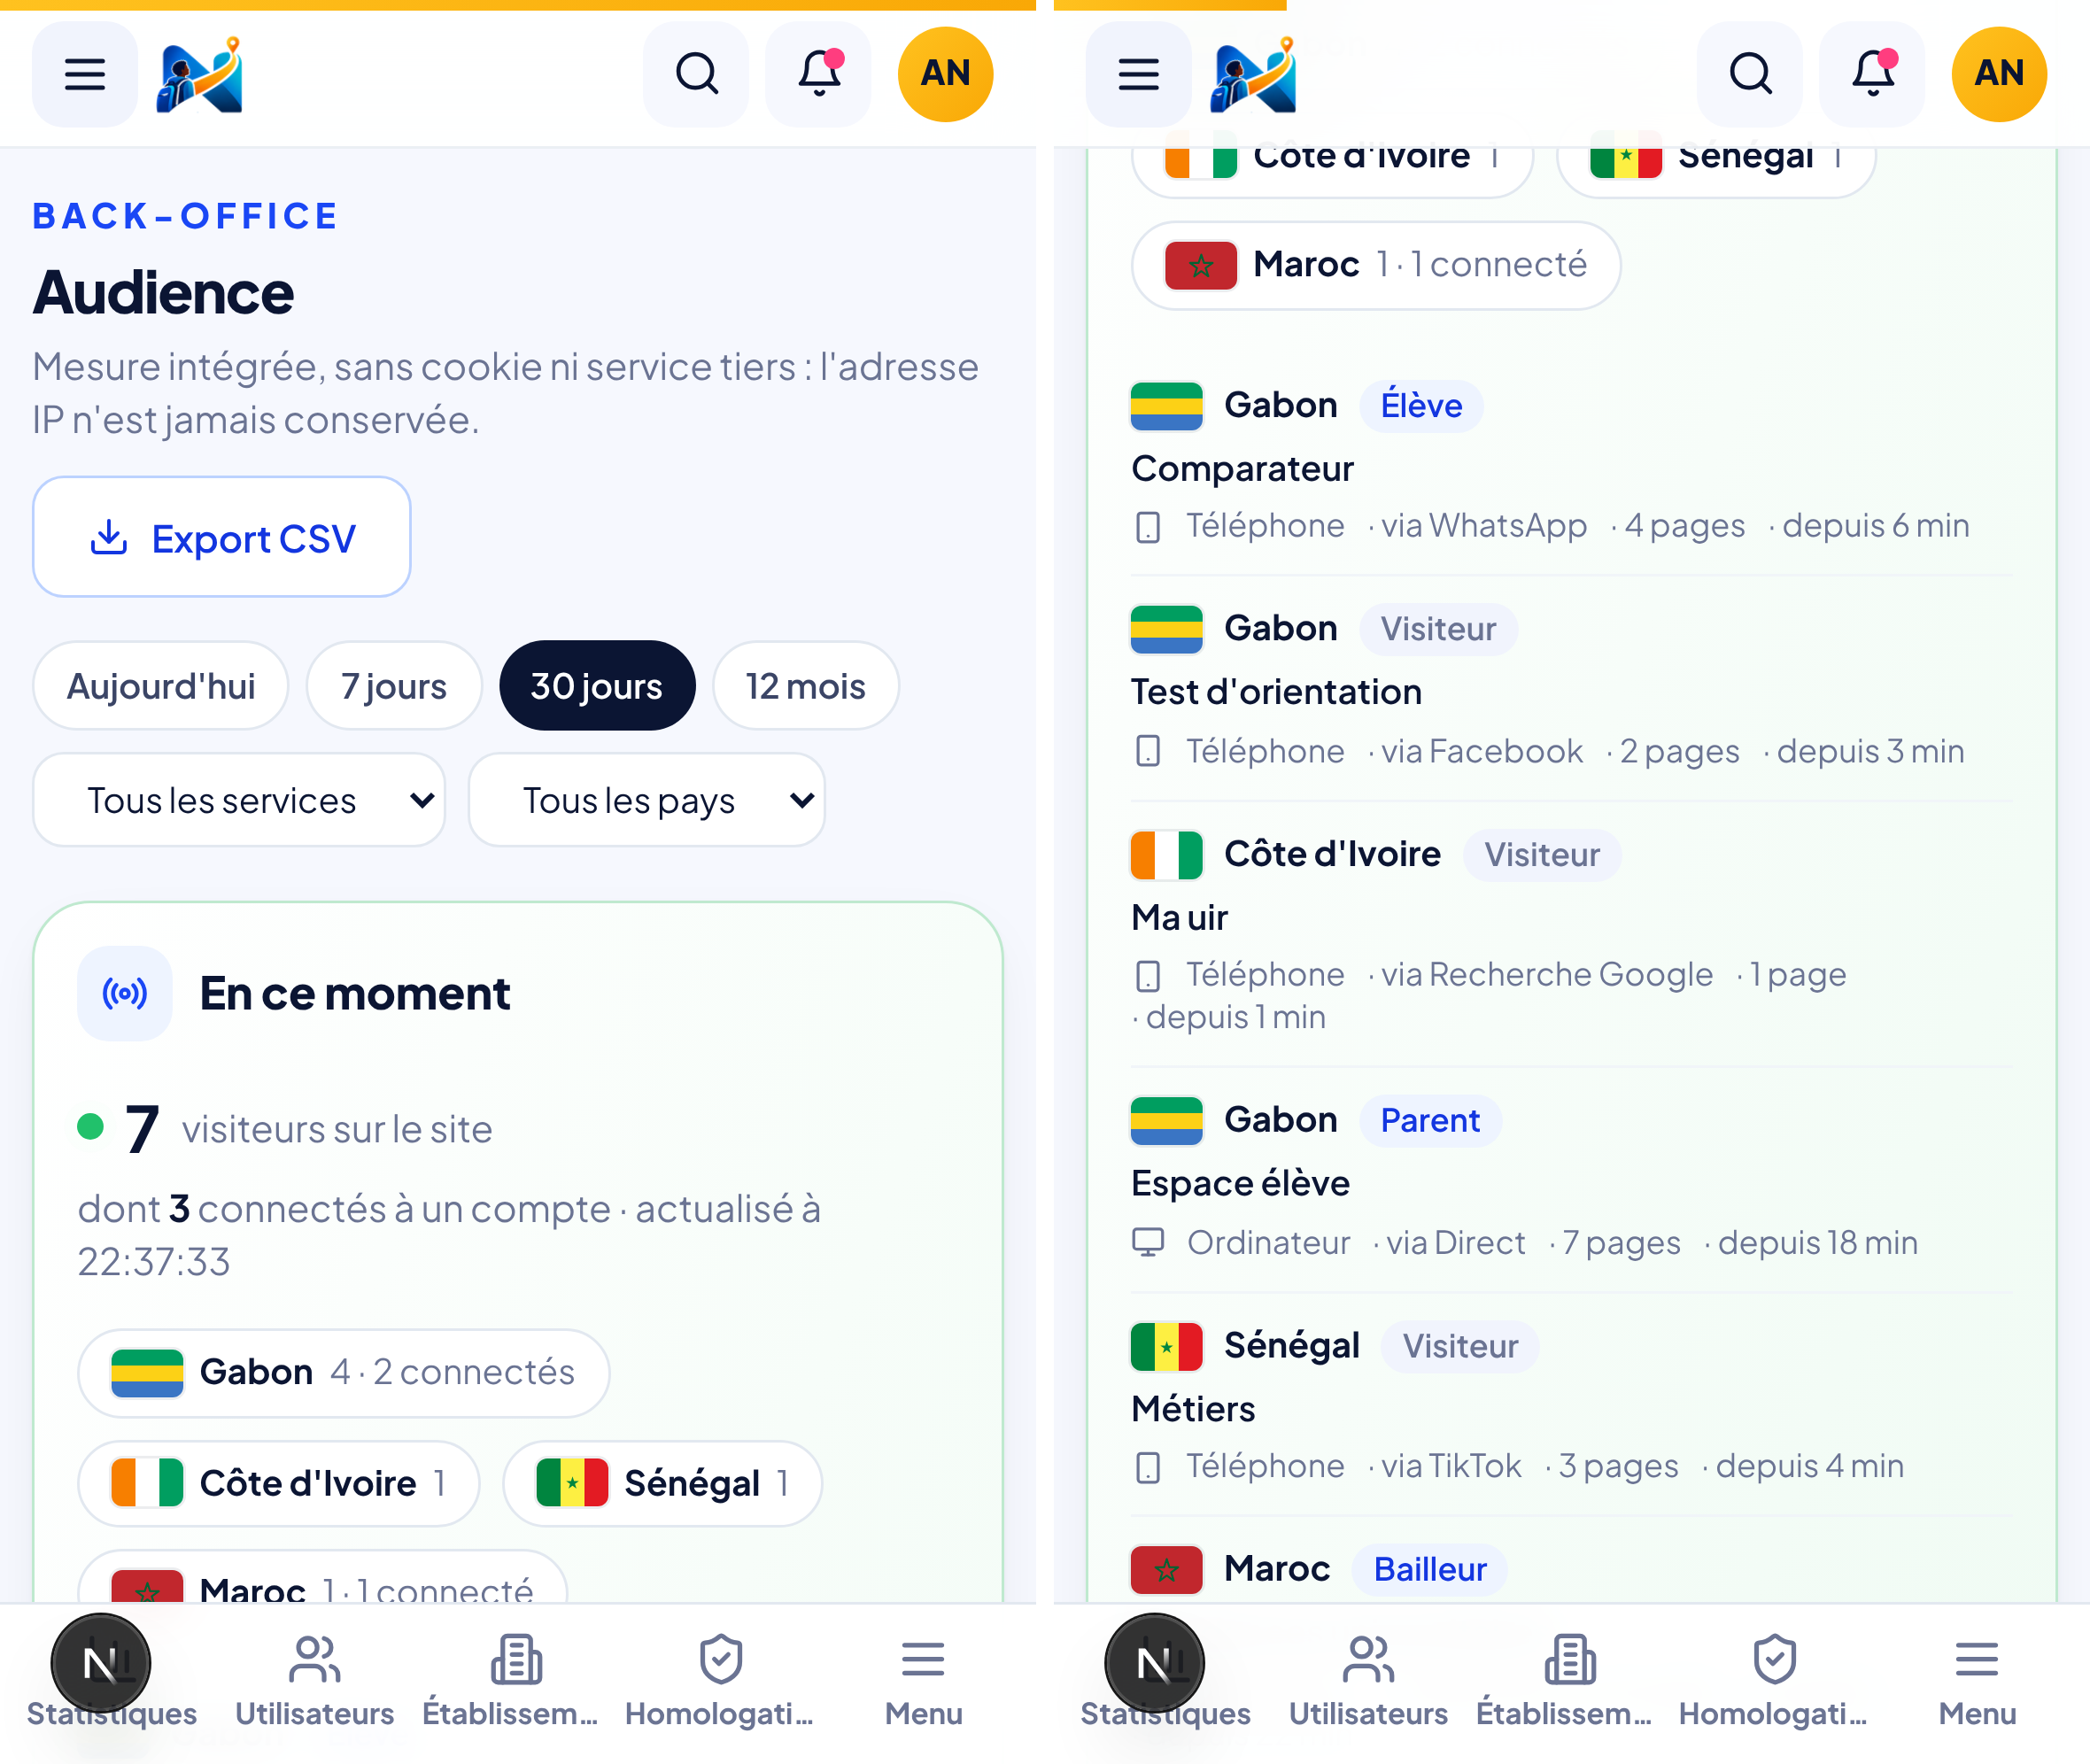 AN
BACK-OFFICE
Audience
Mesure intégrée, sans cookie ni service tiers : l'adresse
IP n'est jamais conservée.
Export CSV
Aujourd'hui
7 jours
30 jours
12 mois
Tous les services
Tous les pays
En ce moment
7 visiteurs sur le site
dont 3 connectés à un compte · actualisé à
22:37:33
Gabon 4 · 2 connectés
Côte d'Ivoire 1
Sénégal 1
Maroc 1 · 1 connecté
N
Statistiques
Utilisateurs
Établissem...
Homologati...
Menu
AN
Côte d'Ivoire 1
Sénégal 1
Maroc 1 · 1 connecté
Gabon Élève
Comparateur
Téléphone · via WhatsApp · 4 pages · depuis 6 min
Gabon Visiteur
Test d'orientation
Téléphone · via Facebook · 2 pages · depuis 3 min
Côte d'Ivoire Visiteur
Ma uir
Téléphone · via Recherche Google · 1 page
· depuis 1 min
Gabon Parent
Espace élève
Ordinateur · via Direct · 7 pages · depuis 18 min
Sénégal Visiteur
Métiers
Téléphone · via TikTok · 3 pages · depuis 4 min
Maroc Bailleur
N
Statistiques
Utilisateurs
Établissem...
Homologati...
Menu